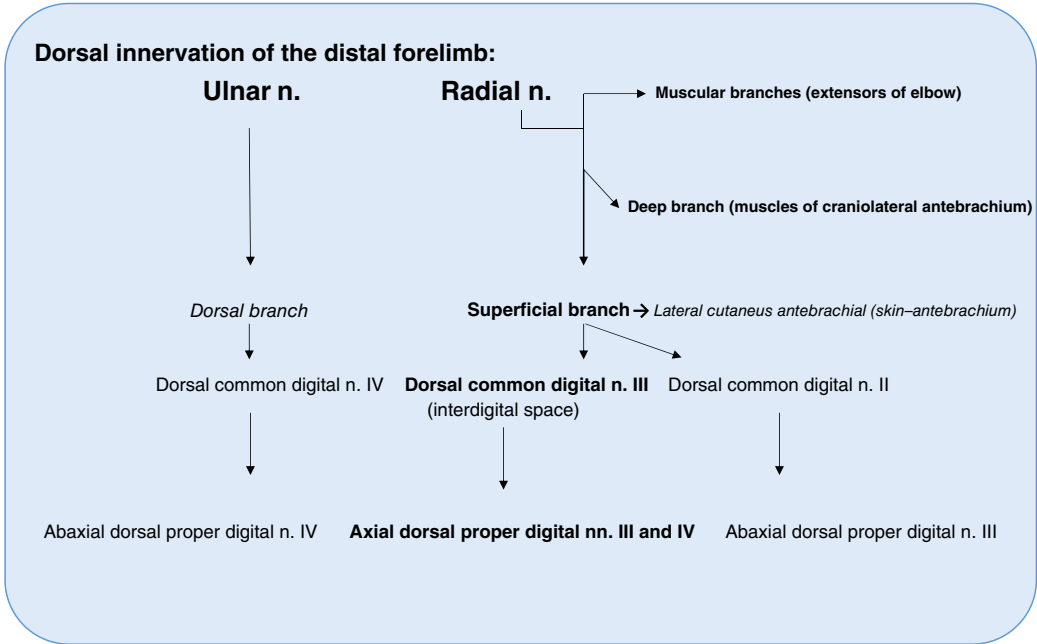 Dorsal innervation of the distal forelimb:
Ulnar n.
Radial n.
Muscular branches (extensors of elbow)
Deep branch (muscles of craniolateral antebrachium)
Dorsal branch
Superficial branch → Lateral cutaneus antebrachial (skin–antebrachium)
Dorsal common digital n. IV
Dorsal common digital n. III
(interdigital space)
Dorsal common digital n. II
Abaxial dorsal proper digital n. IV
Axial dorsal proper digital nn. III and IV
Abaxial dorsal proper digital n. III